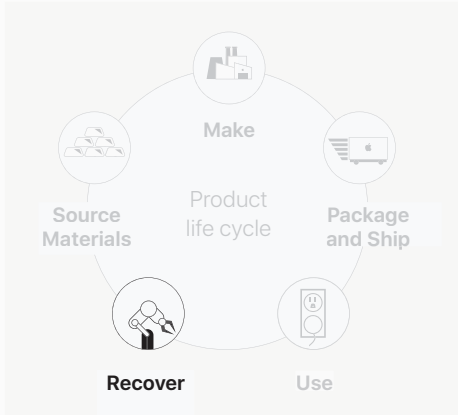 Make
Product
life cycle
Source
Materials
Package
and Ship
Recover
Use